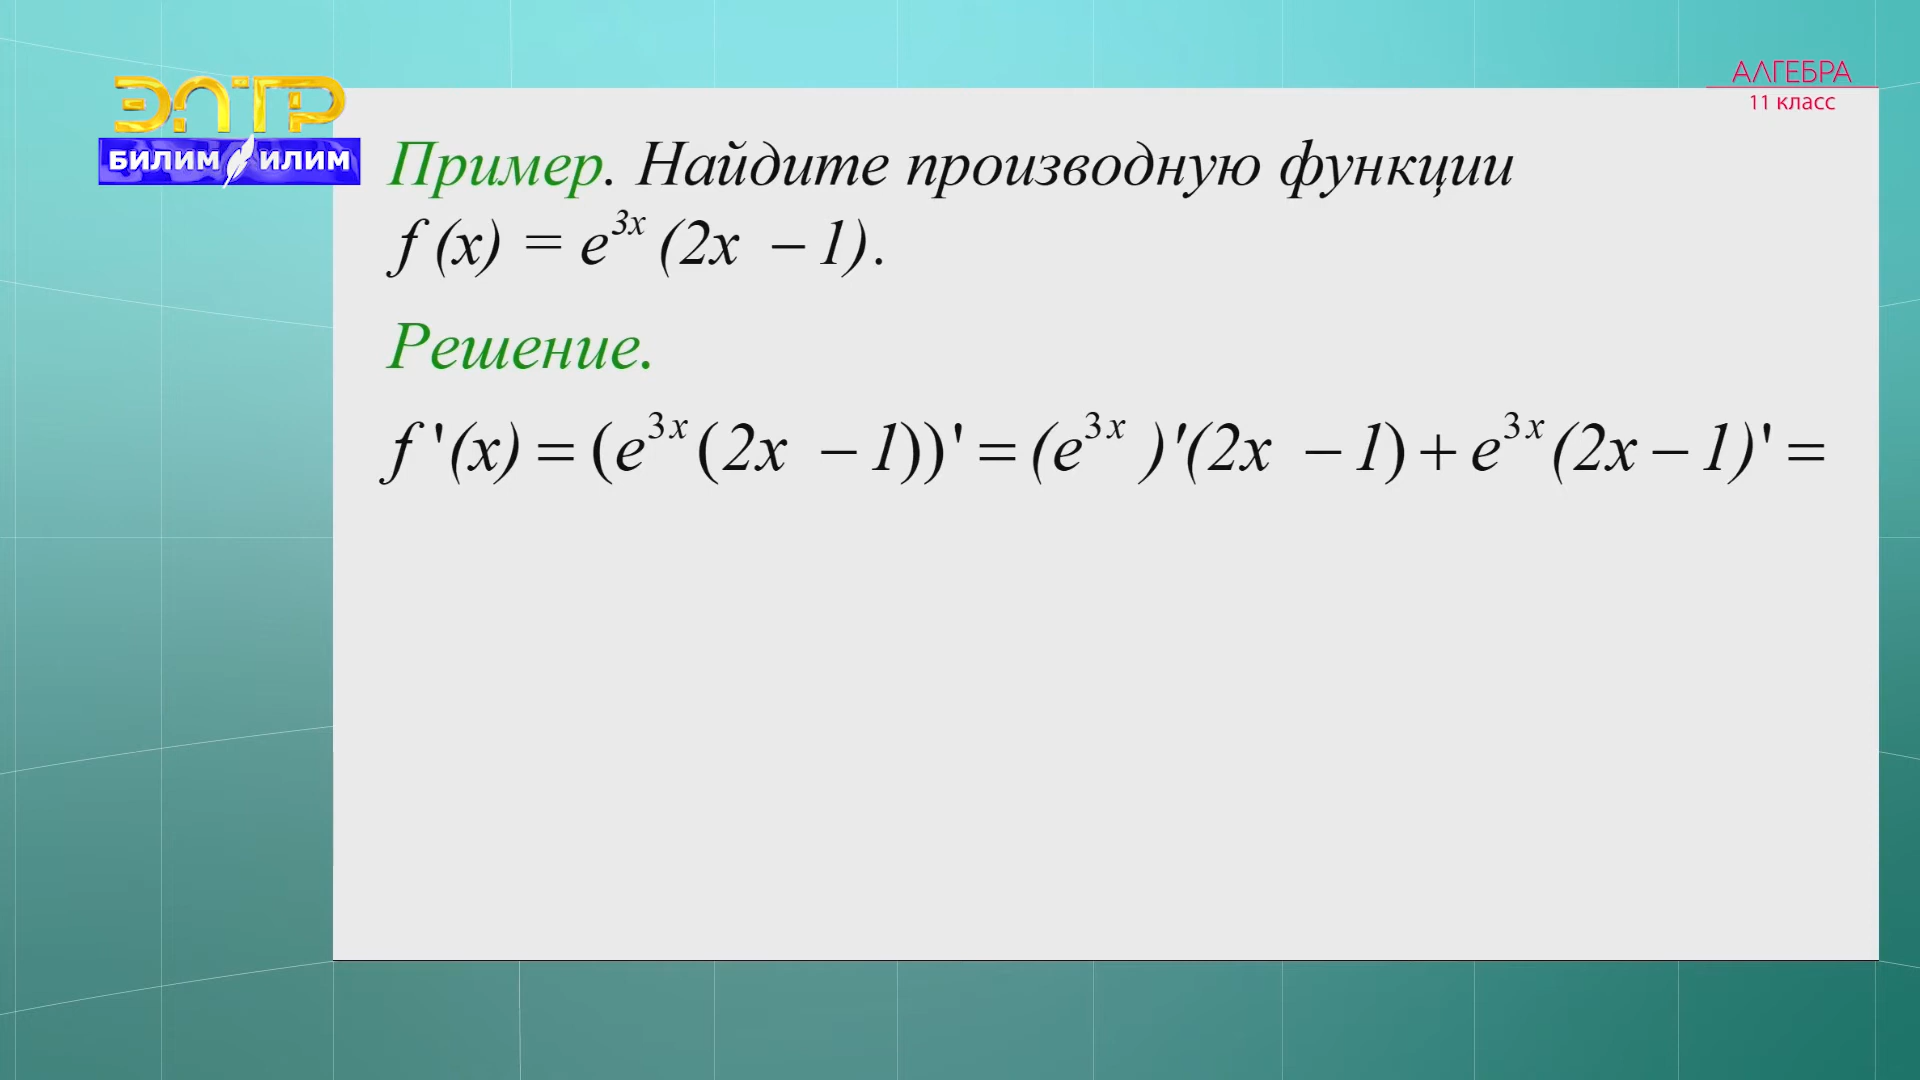 ЭЛТР
БИЛИМ ИЛИМ
АЛГЕБРА
11 класс
Пример. Найдите производную функции
f (x) = e^{3x} (2x – 1).
Решение.
f '(x) = (e^{3x} (2x – 1))' = (e^{3x} )'(2x – 1) + e^{3x} (2x – 1)' =